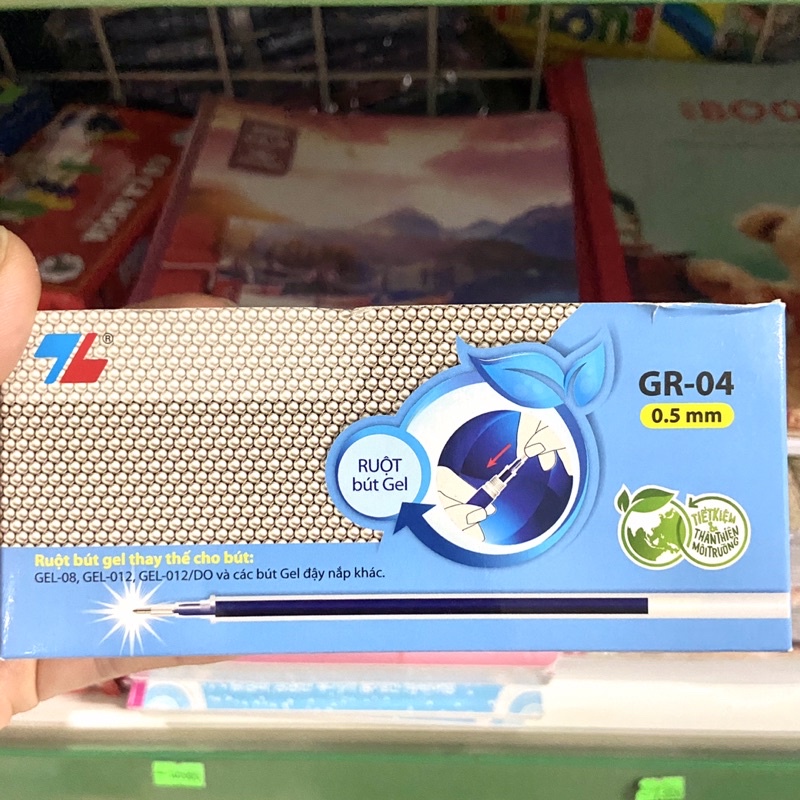 TL®
GR-04
0.5 mm
RUỘT
bút Gel
TIẾT KIỆM
&
THÂN THIỆN
MÔI TRƯỜNG
Ruột bút gel thay thế cho bút:
GEL-08, GEL-012, GEL-012/DO và các bút Gel đậy nắp khác.